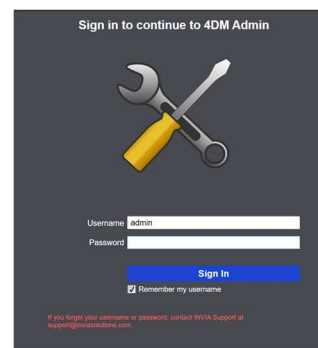 Sign in to continue to 4DM Admin
Username admin
Password
Sign In
Remember my username
If you forget your username or password, contact INVIA Support at
support@inviasolutions.com.